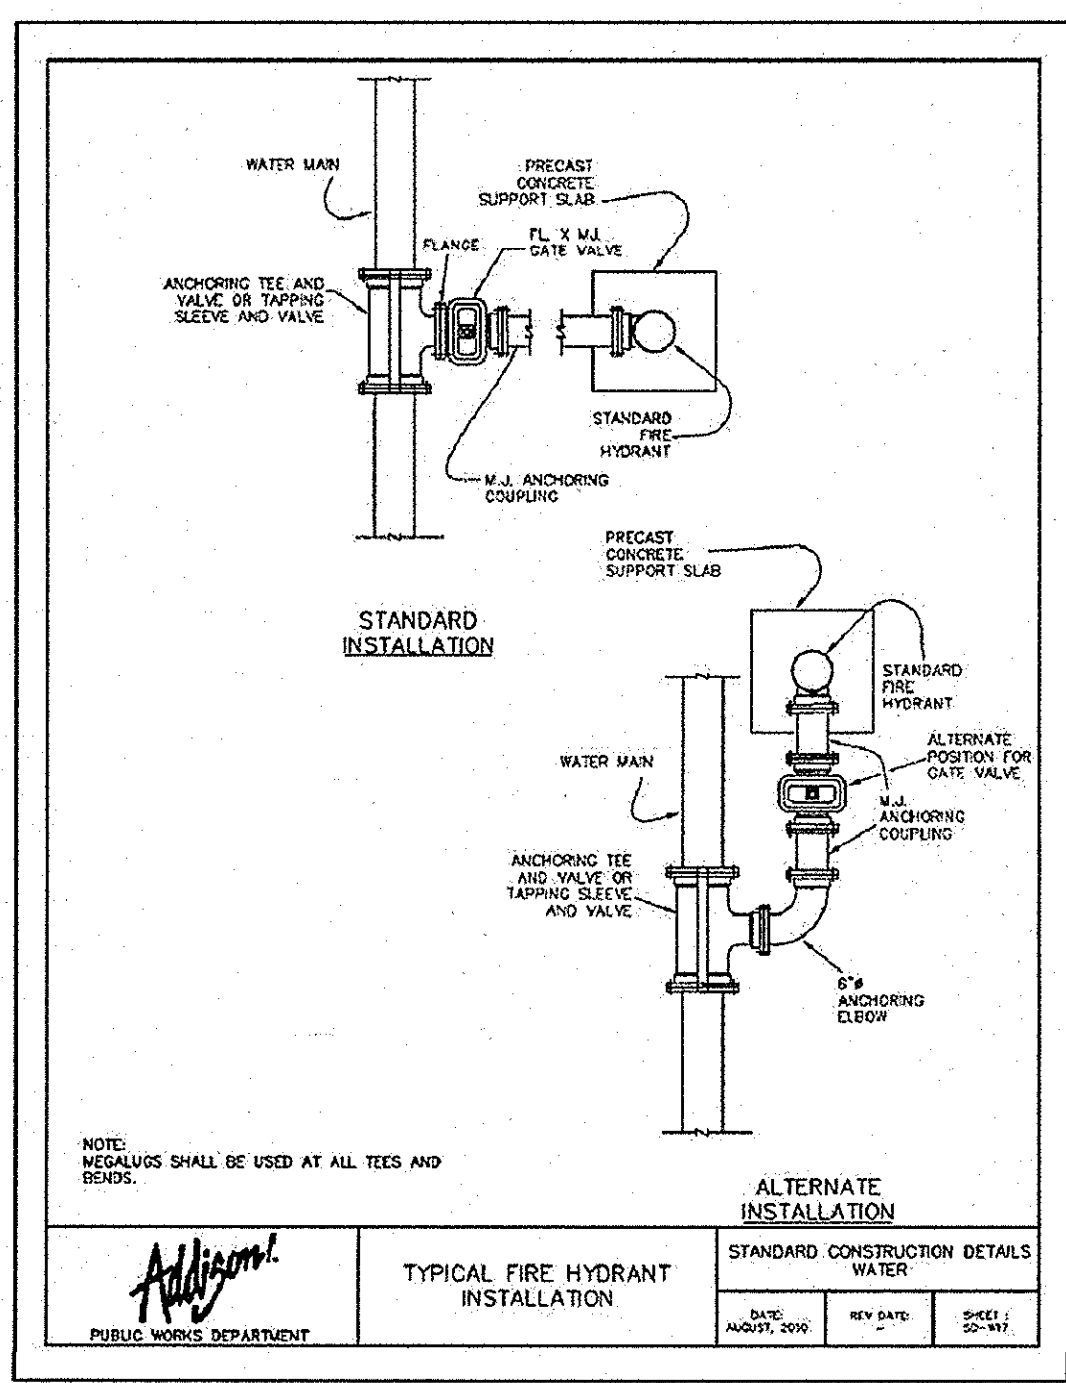 WATER MAIN
PRECAST
CONCRETE
SUPPORT SLAB
FLANGE
FL. X M.J.
GATE VALVE
ANCHORING TEE AND
VALVE OR TAPPING
SLEEVE AND VALVE
STANDARD
FIRE
HYDRANT
M.J. ANCHORING
COUPLING
STANDARD
INSTALLATION
PRECAST
CONCRETE
SUPPORT SLAB
STANDARD
FIRE
HYDRANT
WATER MAIN
ALTERNATE
POSITION FOR
GATE VALVE
M.J.
ANCHORING
COUPLING
ANCHORING TEE
AND VALVE OR
TAPPING SLEEVE
AND VALVE
6"ø
ANCHORING
ELBOW
NOTE:
MEGALUGS SHALL BE USED AT ALL TEES AND
BENDS.
ALTERNATE
INSTALLATION
Addison!
PUBLIC WORKS DEPARTMENT
TYPICAL FIRE HYDRANT
INSTALLATION
STANDARD CONSTRUCTION DETAILS
WATER
DATE:
AUGUST, 2010
REV DATE:
-
SHEET :